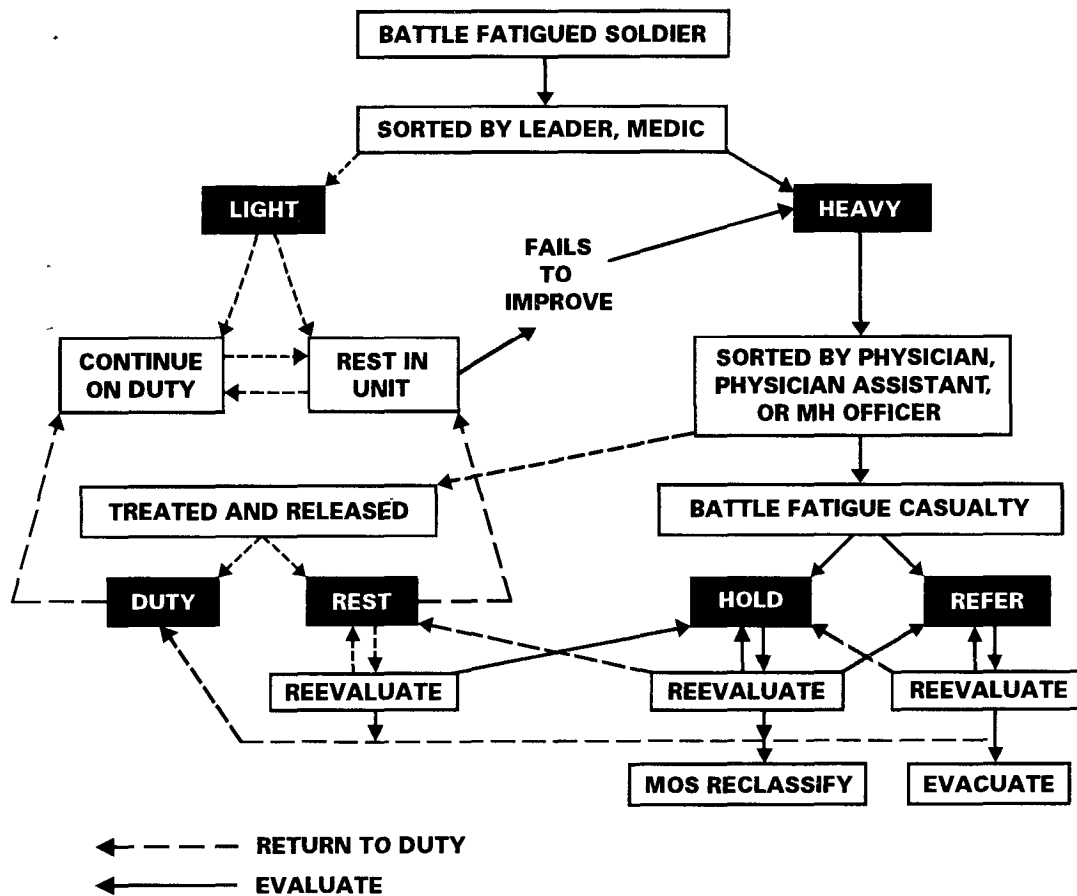 BATTLE FATIGUED SOLDIER
SORTED BY LEADER, MEDIC
LIGHT
HEAVY
FAILS
TO
IMPROVE
CONTINUE
ON DUTY
REST IN
UNIT
SORTED BY PHYSICIAN,
PHYSICIAN ASSISTANT,
OR MH OFFICER
TREATED AND RELEASED
BATTLE FATIGUE CASUALTY
DUTY
REST
HOLD
REFER
REEVALUATE
REEVALUATE
REEVALUATE
MOS RECLASSIFY
EVACUATE
RETURN TO DUTY
EVALUATE